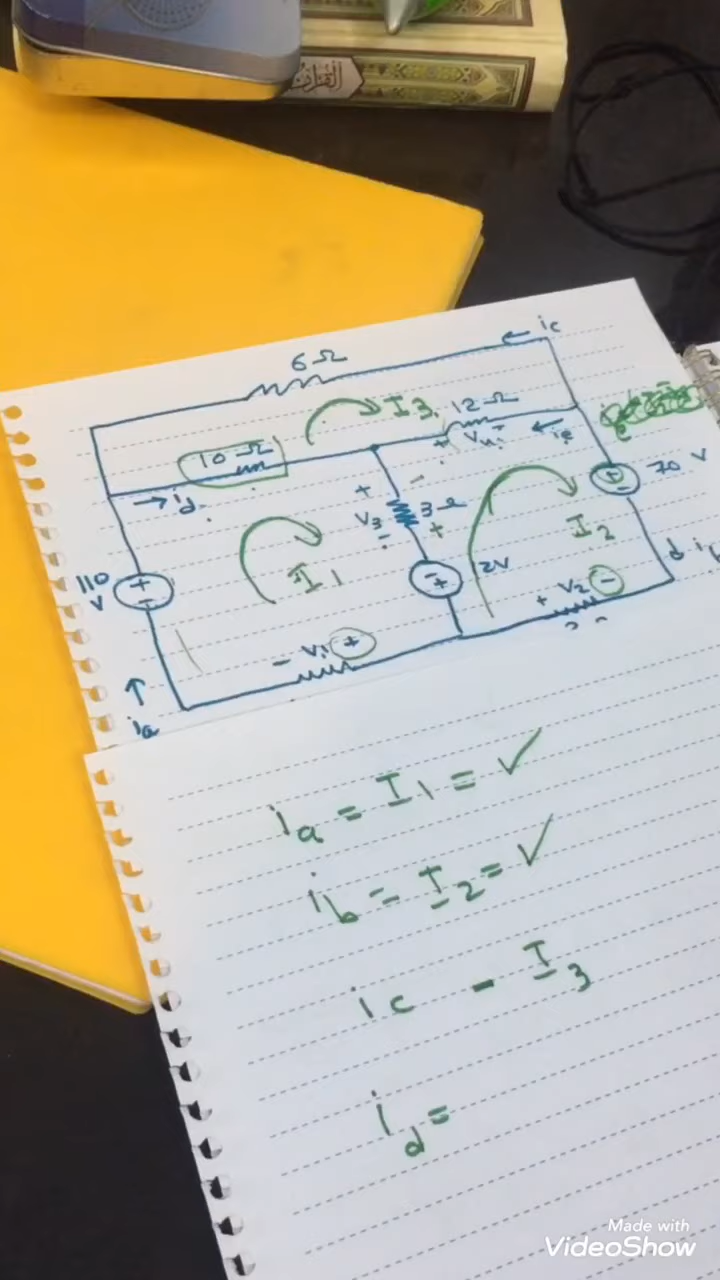 القرآن
6Ω
ic
I3
12Ω
10Ω
+ V4 -
ie
id
+
V3
-
3Ω
+
70 V
I2
I1
110
V
+
-
-
+
2V
+
-
+ V2 -
d
- V1 +
ia
ia = I1 = ✓
ib = I2 = ✓
ic - I3
id =
Made with
VideoShow